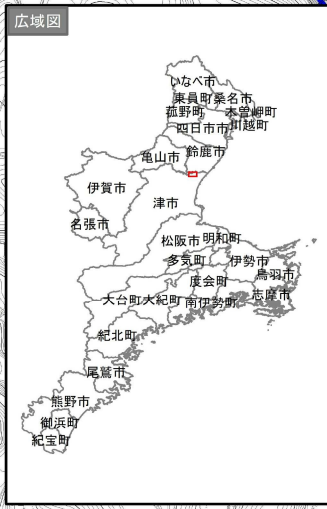 広域図
いなべ市
東員町桑名市
菰野町 木曽岬町
四日市市川越町
亀山市 鈴鹿市
伊賀市
津市
名張市
松阪市 明和町
多気町 伊勢市
度会町 鳥羽市
大台町大紀町 南伊勢町 志摩市
紀北町
尾鷲市
熊野市
御浜町
紀宝町